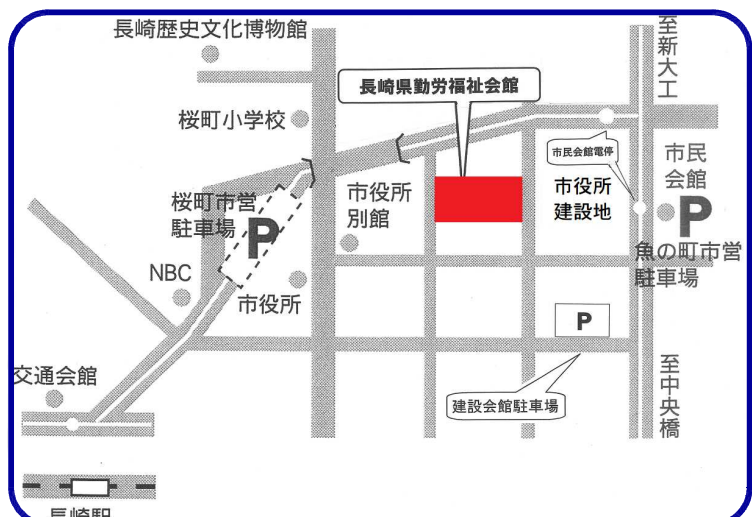 長崎歴史文化博物館
至新大工
長崎県勤労福祉会館
桜町小学校
市民会館電停
市民
会館
市役所
建設地
市役所
別館
桜町市営
駐車場
P
P
魚の町市営
駐車場
NBC
市役所
P
交通会館
建設会館駐車場
至中央橋
長崎駅